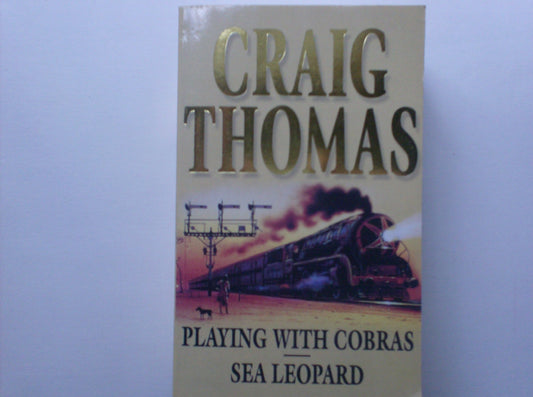 CRAIG
THOMAS
PLAYING WITH COBRAS
SEA LEOPARD